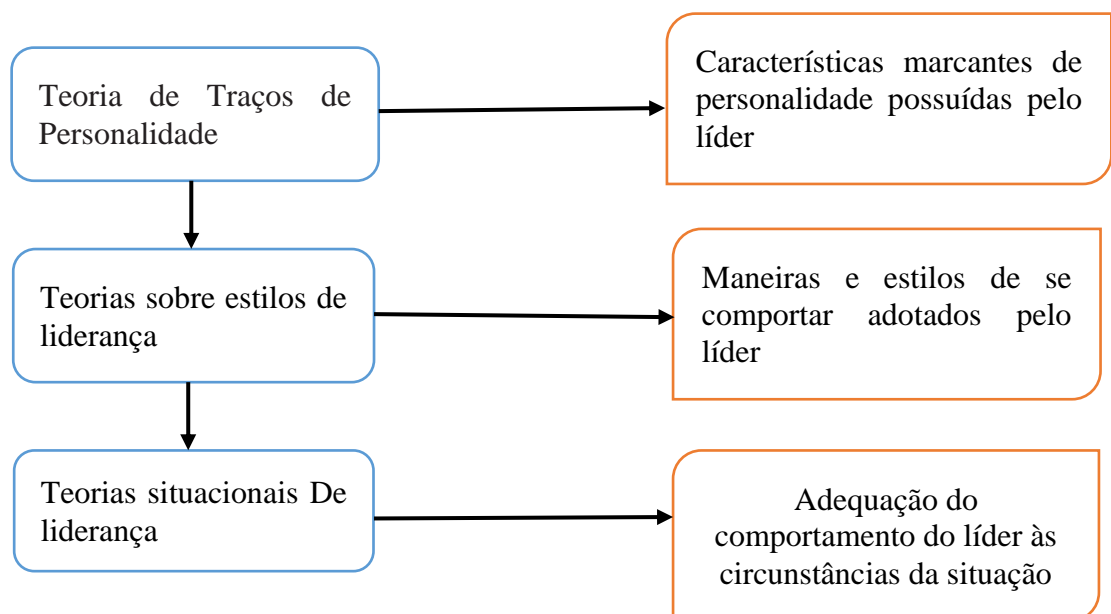 Teoria de Traços de
Personalidade
Características marcantes de
personalidade possuídas pelo
líder
Teorias sobre estilos de
liderança
Maneiras e estilos de se
comportar adotados pelo
líder
Teorias situacionais De
liderança
Adequação do
comportamento do líder às
circunstâncias da situação